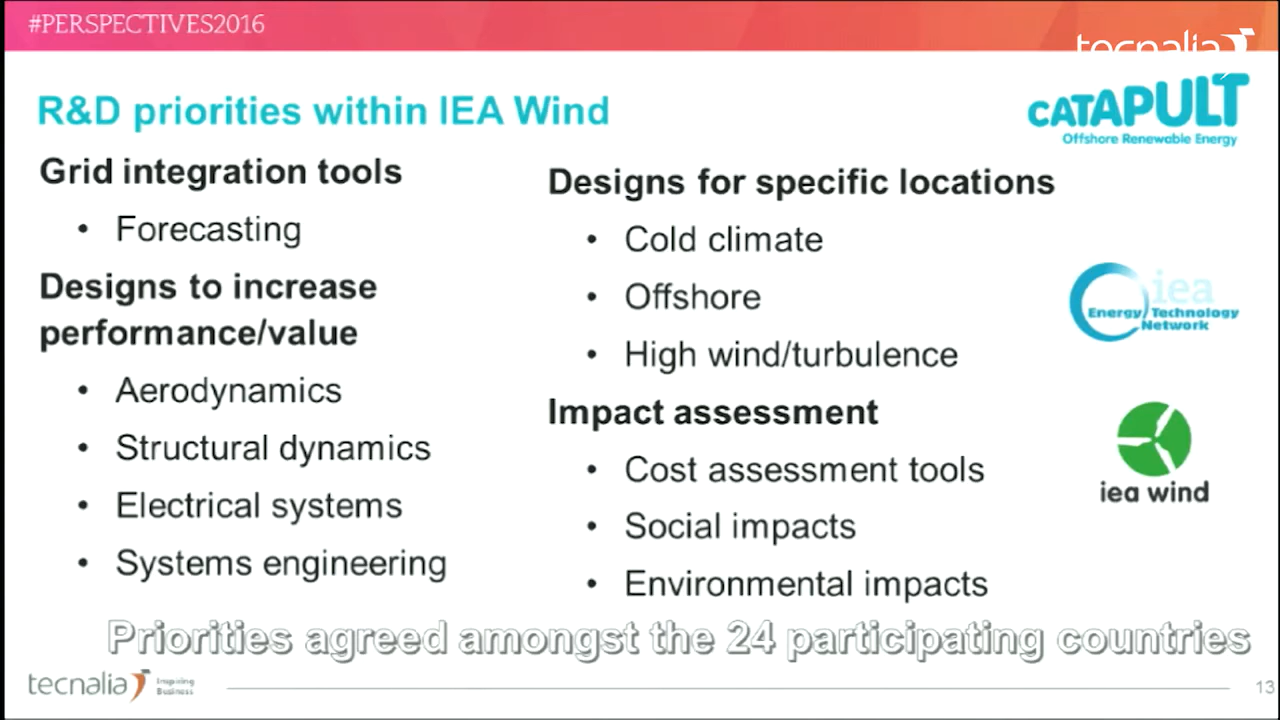 #PERSPECTIVES2016
tecnalia
R&D priorities within IEA Wind
CATAPULT
Offshore Renewable Energy
Grid integration tools
• Forecasting
Designs to increase
performance/value
• Aerodynamics
• Structural dynamics
• Electrical systems
• Systems engineering
Designs for specific locations
• Cold climate
• Offshore
• High wind/turbulence
Impact assessment
• Cost assessment tools
• Social impacts
• Environmental impacts
iea
Energy Technology
Network
iea wind
Priorities agreed amongst the 24 participating countries
tecnalia
Inspiring
Business
13